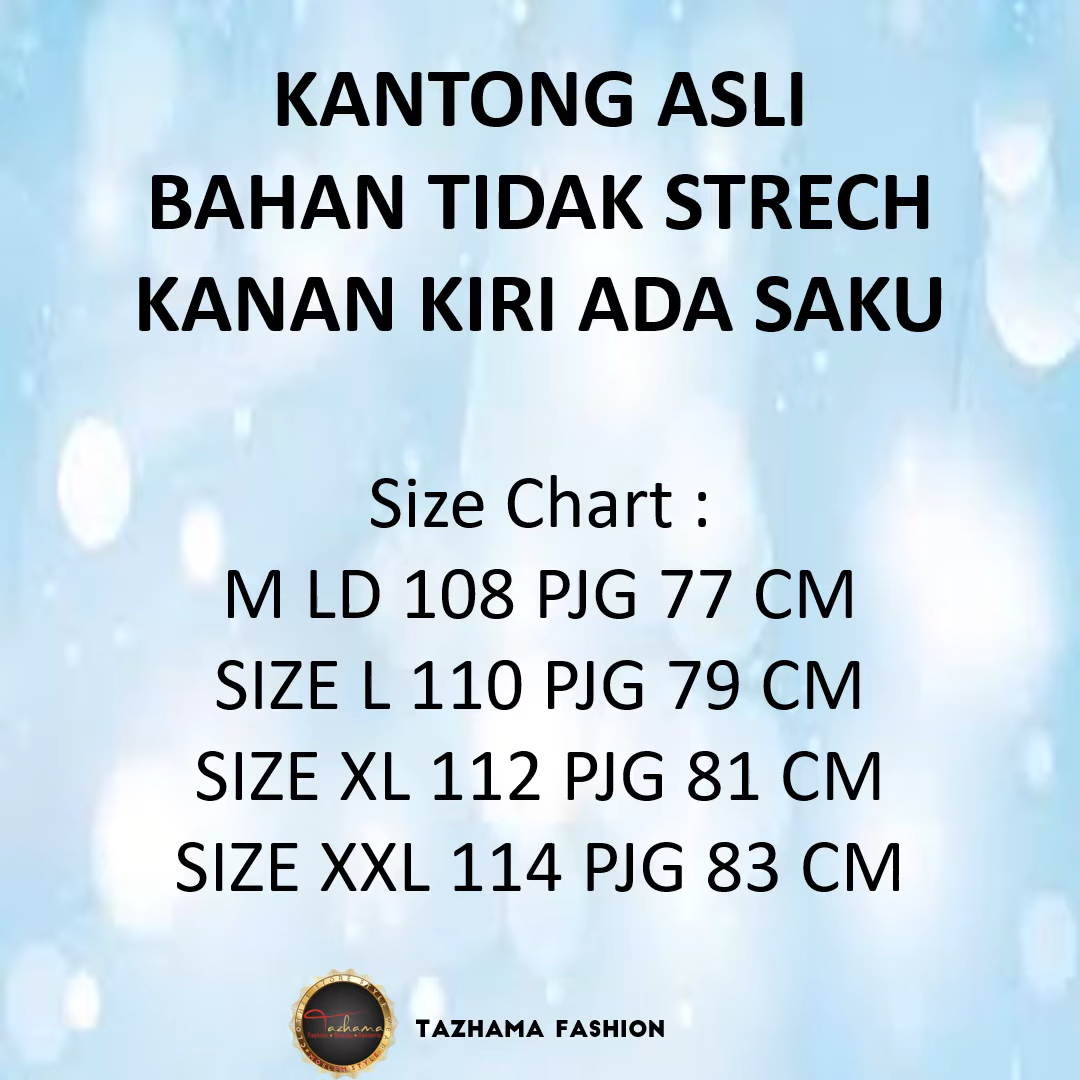 KANTONG ASLI
BAHAN TIDAK STRECH
KANAN KIRI ADA SAKU
Size Chart :
M LD 108 PJG 77 CM
SIZE L 110 PJG 79 CM
SIZE XL 112 PJG 81 CM
SIZE XXL 114 PJG 83 CM
Tazhama
TAZHAMA FASHION